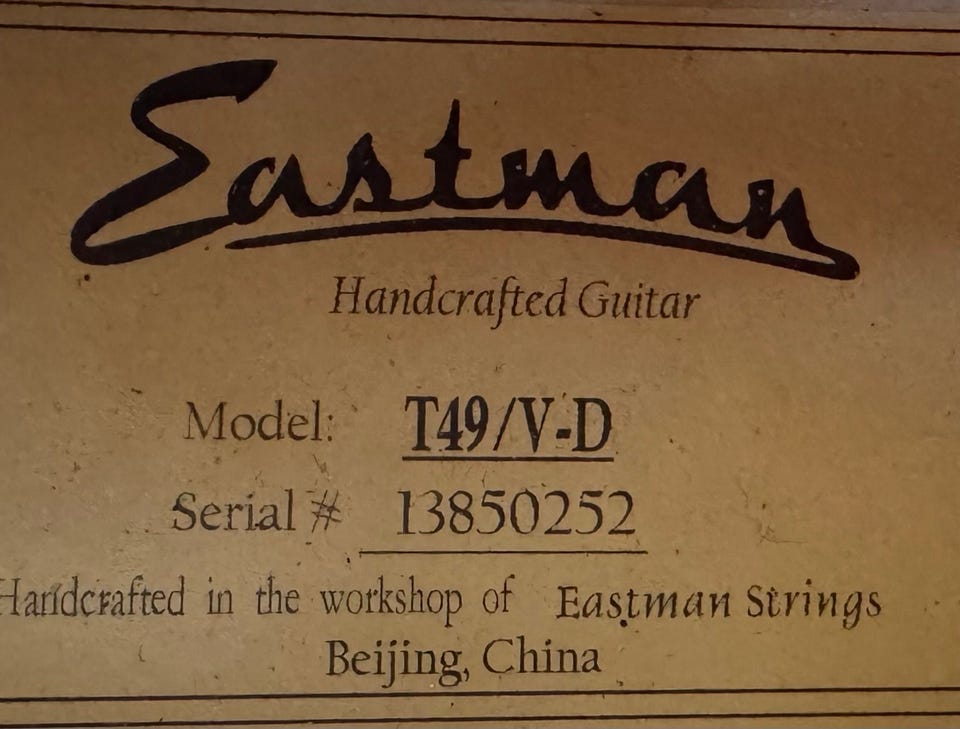 Eastman
Handcrafted Guitar
Model: T49/V-D
Serial # 13850252
Handcrafted in the workshop of Eastman Strings
Beijing, China